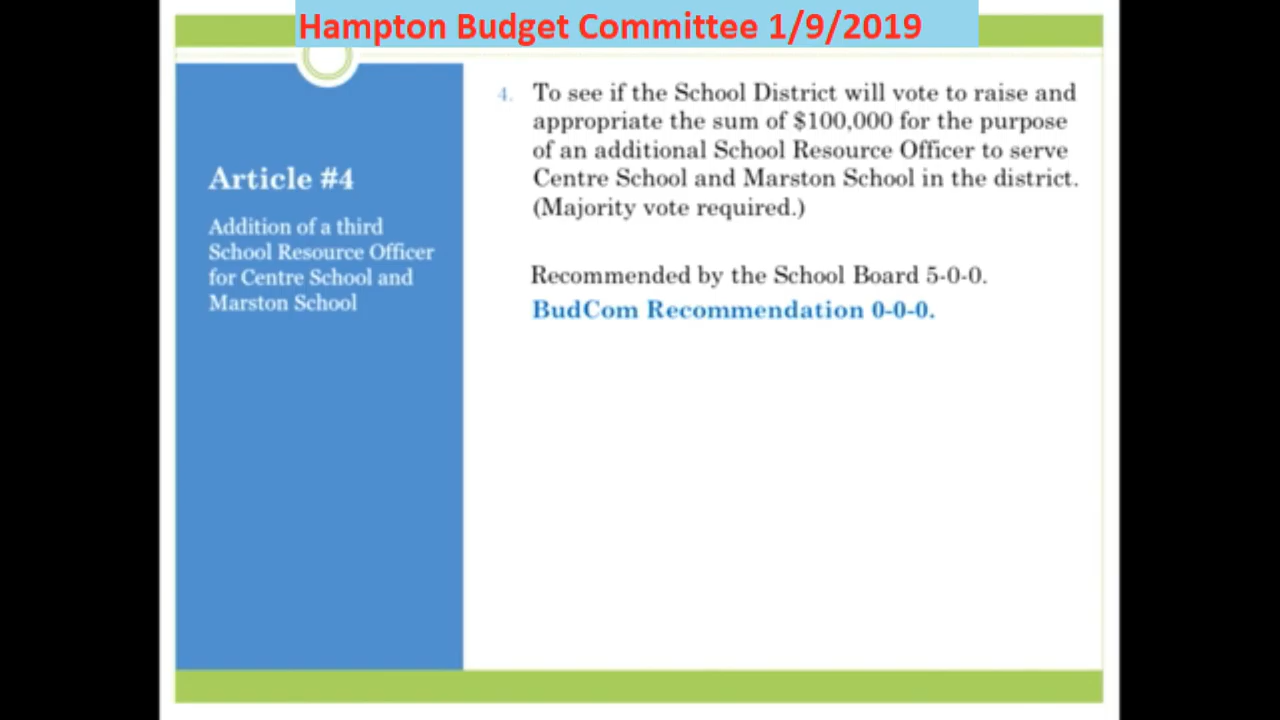 Hampton Budget Committee 1/9/2019
Article #4
Addition of a third
School Resource Officer
for Centre School and
Marston School
4. To see if the School District will vote to raise and
appropriate the sum of $100,000 for the purpose
of an additional School Resource Officer to serve
Centre School and Marston School in the district.
(Majority vote required.)
Recommended by the School Board 5-0-0.
BudCom Recommendation 0-0-0.